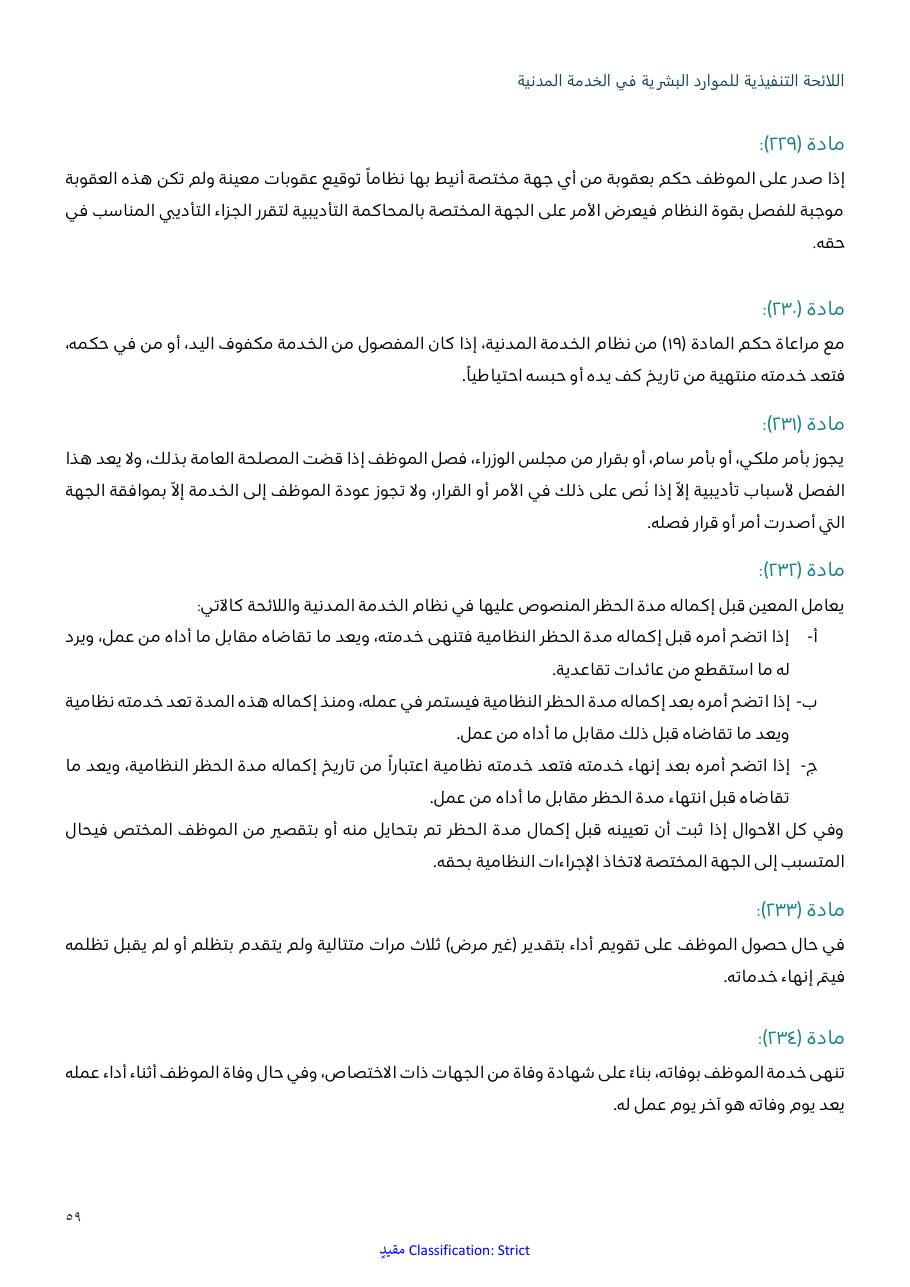 اللائحة التنفيذية للموارد البشرية في الخدمة المدنية
مادة (٢٢٩):
إذا صدر على الموظف حكم بعقوبة من أي جهة مختصة أنيط بها نظاماً توقيع عقوبات معينة ولم تكن هذه العقوبة
موجبة للفصل بقوة النظام فيعرض الأمر على الجهة المختصة بالمحاكمة التأديبية لتقرر الجزاء التأديبي المناسب في
حقه.
مادة (٢٣٠):
مع مراعاة حكم المادة (١٩) من نظام الخدمة المدنية، إذا كان المفصول من الخدمة مكفوف اليد، أو من في حكمه،
فتعد خدمته منتهية من تاريخ كف يده أو حبسه احتياطياً.
مادة (٢٣١):
يجوز بأمر ملكي، أو بأمر سام، أو بقرار من مجلس الوزراء، فصل الموظف إذا قضت المصلحة العامة بذلك، ولا يعد هذا
الفصل لأسباب تأديبية إلاّ إذا نُص على ذلك في الأمر أو القرار، ولا تجوز عودة الموظف إلى الخدمة إلاّ بموافقة الجهة
التي أصدرت أمر أو قرار فصله.
مادة (٢٣٢):
يعامل المعين قبل إكماله مدة الحظر المنصوص عليها في نظام الخدمة المدنية واللائحة كالآتي:
أ- إذا اتضح أمره قبل إكماله مدة الحظر النظامية فتنهى خدمته، ويعد ما تقاضاه مقابل ما أداه من عمل، ويرد
له ما استقطع من عائدات تقاعدية.
ب- إذا اتضح أمره بعد إكماله مدة الحظر النظامية فيستمر في عمله، ومنذ إكماله هذه المدة تعد خدمته نظامية
ويعد ما تقاضاه قبل ذلك مقابل ما أداه من عمل.
ج- إذا اتضح أمره بعد إنهاء خدمته فتعد خدمته نظامية اعتباراً من تاريخ إكماله مدة الحظر النظامية، ويعد ما
تقاضاه قبل انتهاء مدة الحظر مقابل ما أداه من عمل.
وفي كل الأحوال إذا ثبت أن تعيينه قبل إكمال مدة الحظر تم بتحايل منه أو بتقصير من الموظف المختص فيحال
المتسبب إلى الجهة المختصة لاتخاذ الإجراءات النظامية بحقه.
مادة (٢٣٣):
في حال حصول الموظف على تقويم أداء بتقدير (غير مرض) ثلاث مرات متتالية ولم يتقدم بتظلم أو لم يقبل تظلمه
فيتم إنهاء خدماته.
مادة (٢٣٤):
تنهى خدمة الموظف بوفاته، بناءً على شهادة وفاة من الجهات ذات الاختصاص، وفي حال وفاة الموظف أثناء أداء عمله
يعد يوم وفاته هو آخر يوم عمل له.
٥٩
Classification: Strict مقيدٍ